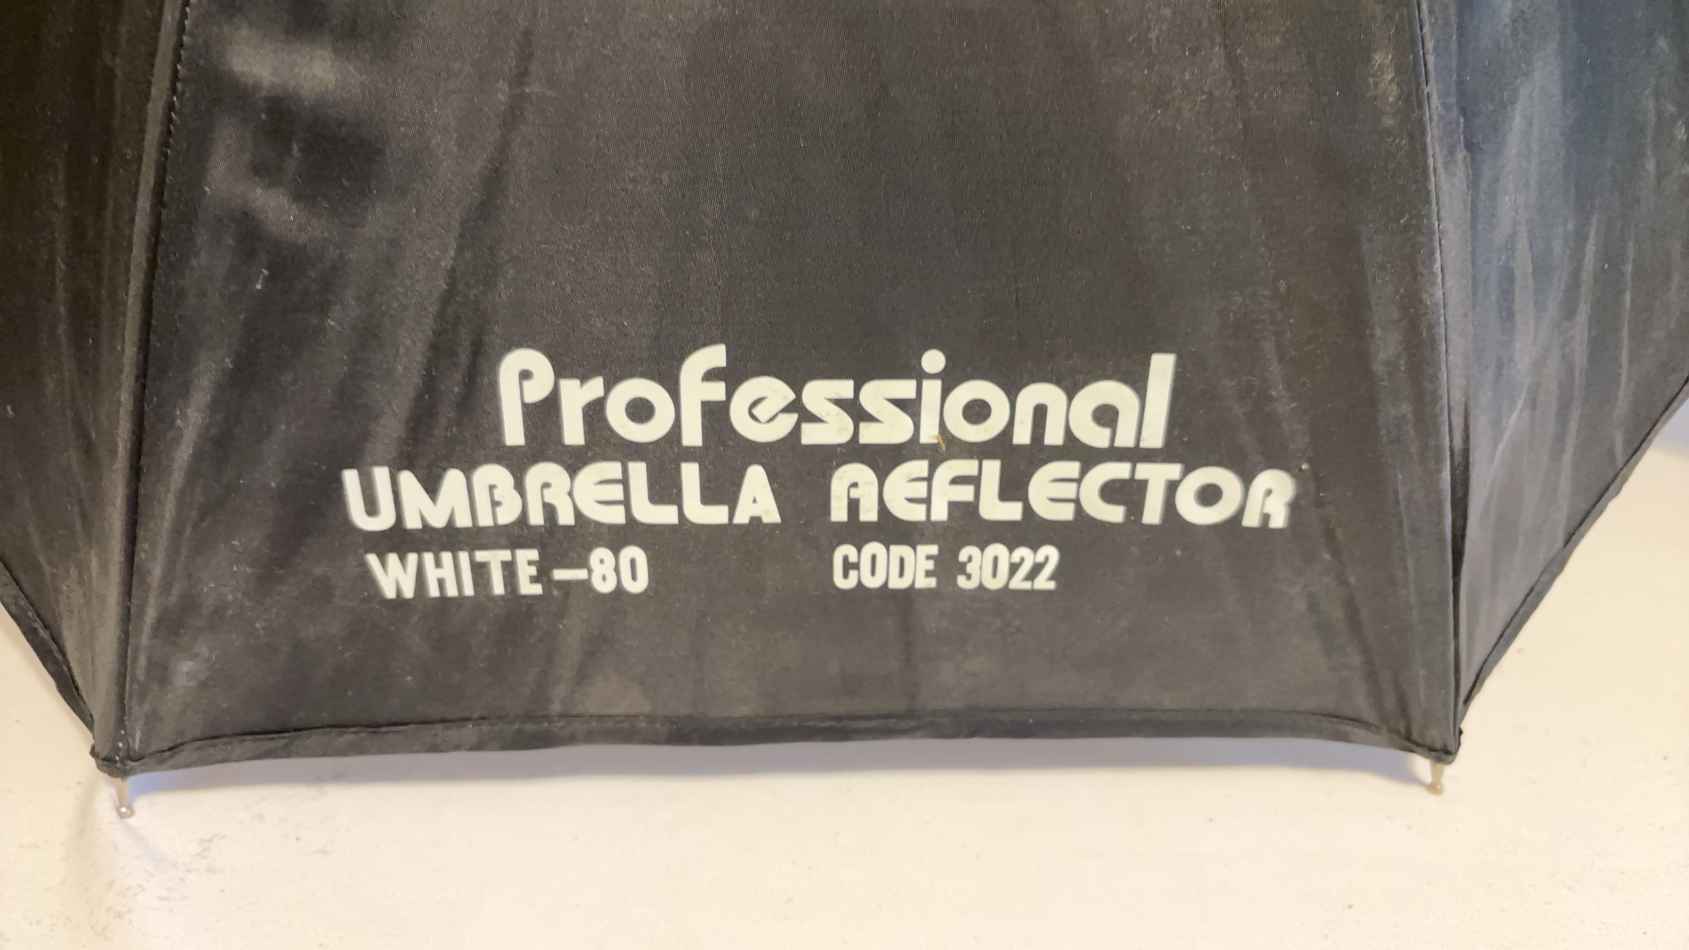 Professional
UMBRELLA REFLECTOR
WHITE-80 CODE 3022